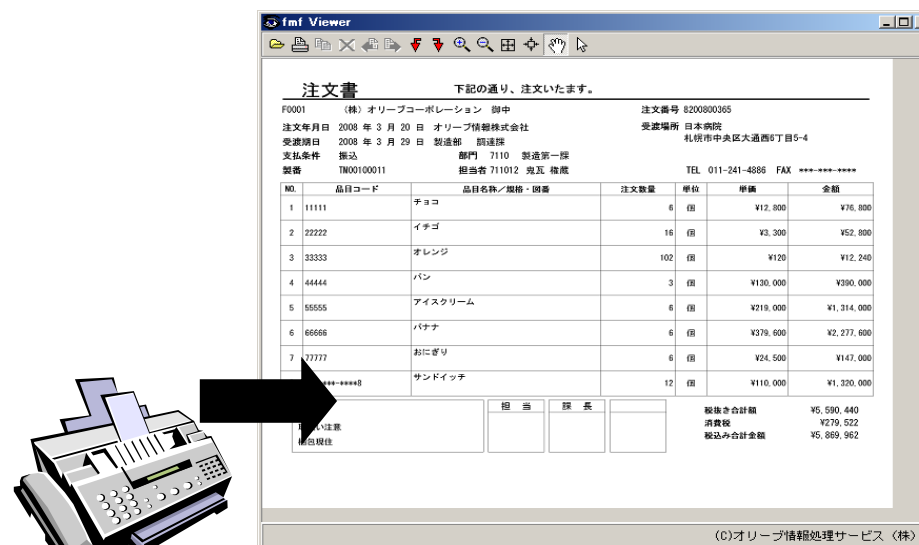 fmf Viewer
注文書 下記の通り、注文いたます。
F0001 (株) オリーブコーポレーション 御中 注文番号 8200800365
注文年月日 2008 年 3 月 20 日 オリーブ情報株式会社 受渡場所 日本病院
受渡期日 2008 年 3 月 29 日 製造部 調達課 札幌市中央区大通西5丁目5-4
支払条件 振込 部門 7110 製造第一課
製番 TM00100011 担当者 711012 鬼瓦 権蔵 TEL 011-241-4886 FAX ***-***-****
NO. 品目コード 品目名称/規格・図番 注文数量 単位 単価 金額
1 11111 チョコ 6 個 ¥12,800 ¥76,800
2 22222 イチゴ 16 個 ¥3,300 ¥52,800
3 33333 オレンジ 102 個 ¥120 ¥12,240
4 44444 パン 3 個 ¥130,000 ¥390,000
5 55555 アイスクリーム 6 個 ¥219,000 ¥1,314,000
6 66666 バナナ 6 個 ¥379,600 ¥2,277,600
7 77777 おにぎり 6 個 ¥24,500 ¥147,000
***-****8 サンドイッチ 12 個 ¥110,000 ¥1,320,000
担当 課長 税抜き合計額 ¥5,590,440
い注意 消費税 ¥279,522
包現住 税込み合計金額 ¥5,869,962
(C)オリーブ情報処理サービス（株）